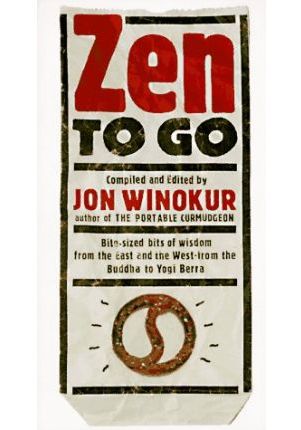 Zen
TO GO
Compiled and Edited by
JON WINOKUR
author of THE PORTABLE CURMUDGEON
Bite-sized bits of wisdom
from the East and the West-from the
Buddha to Yogi Berra